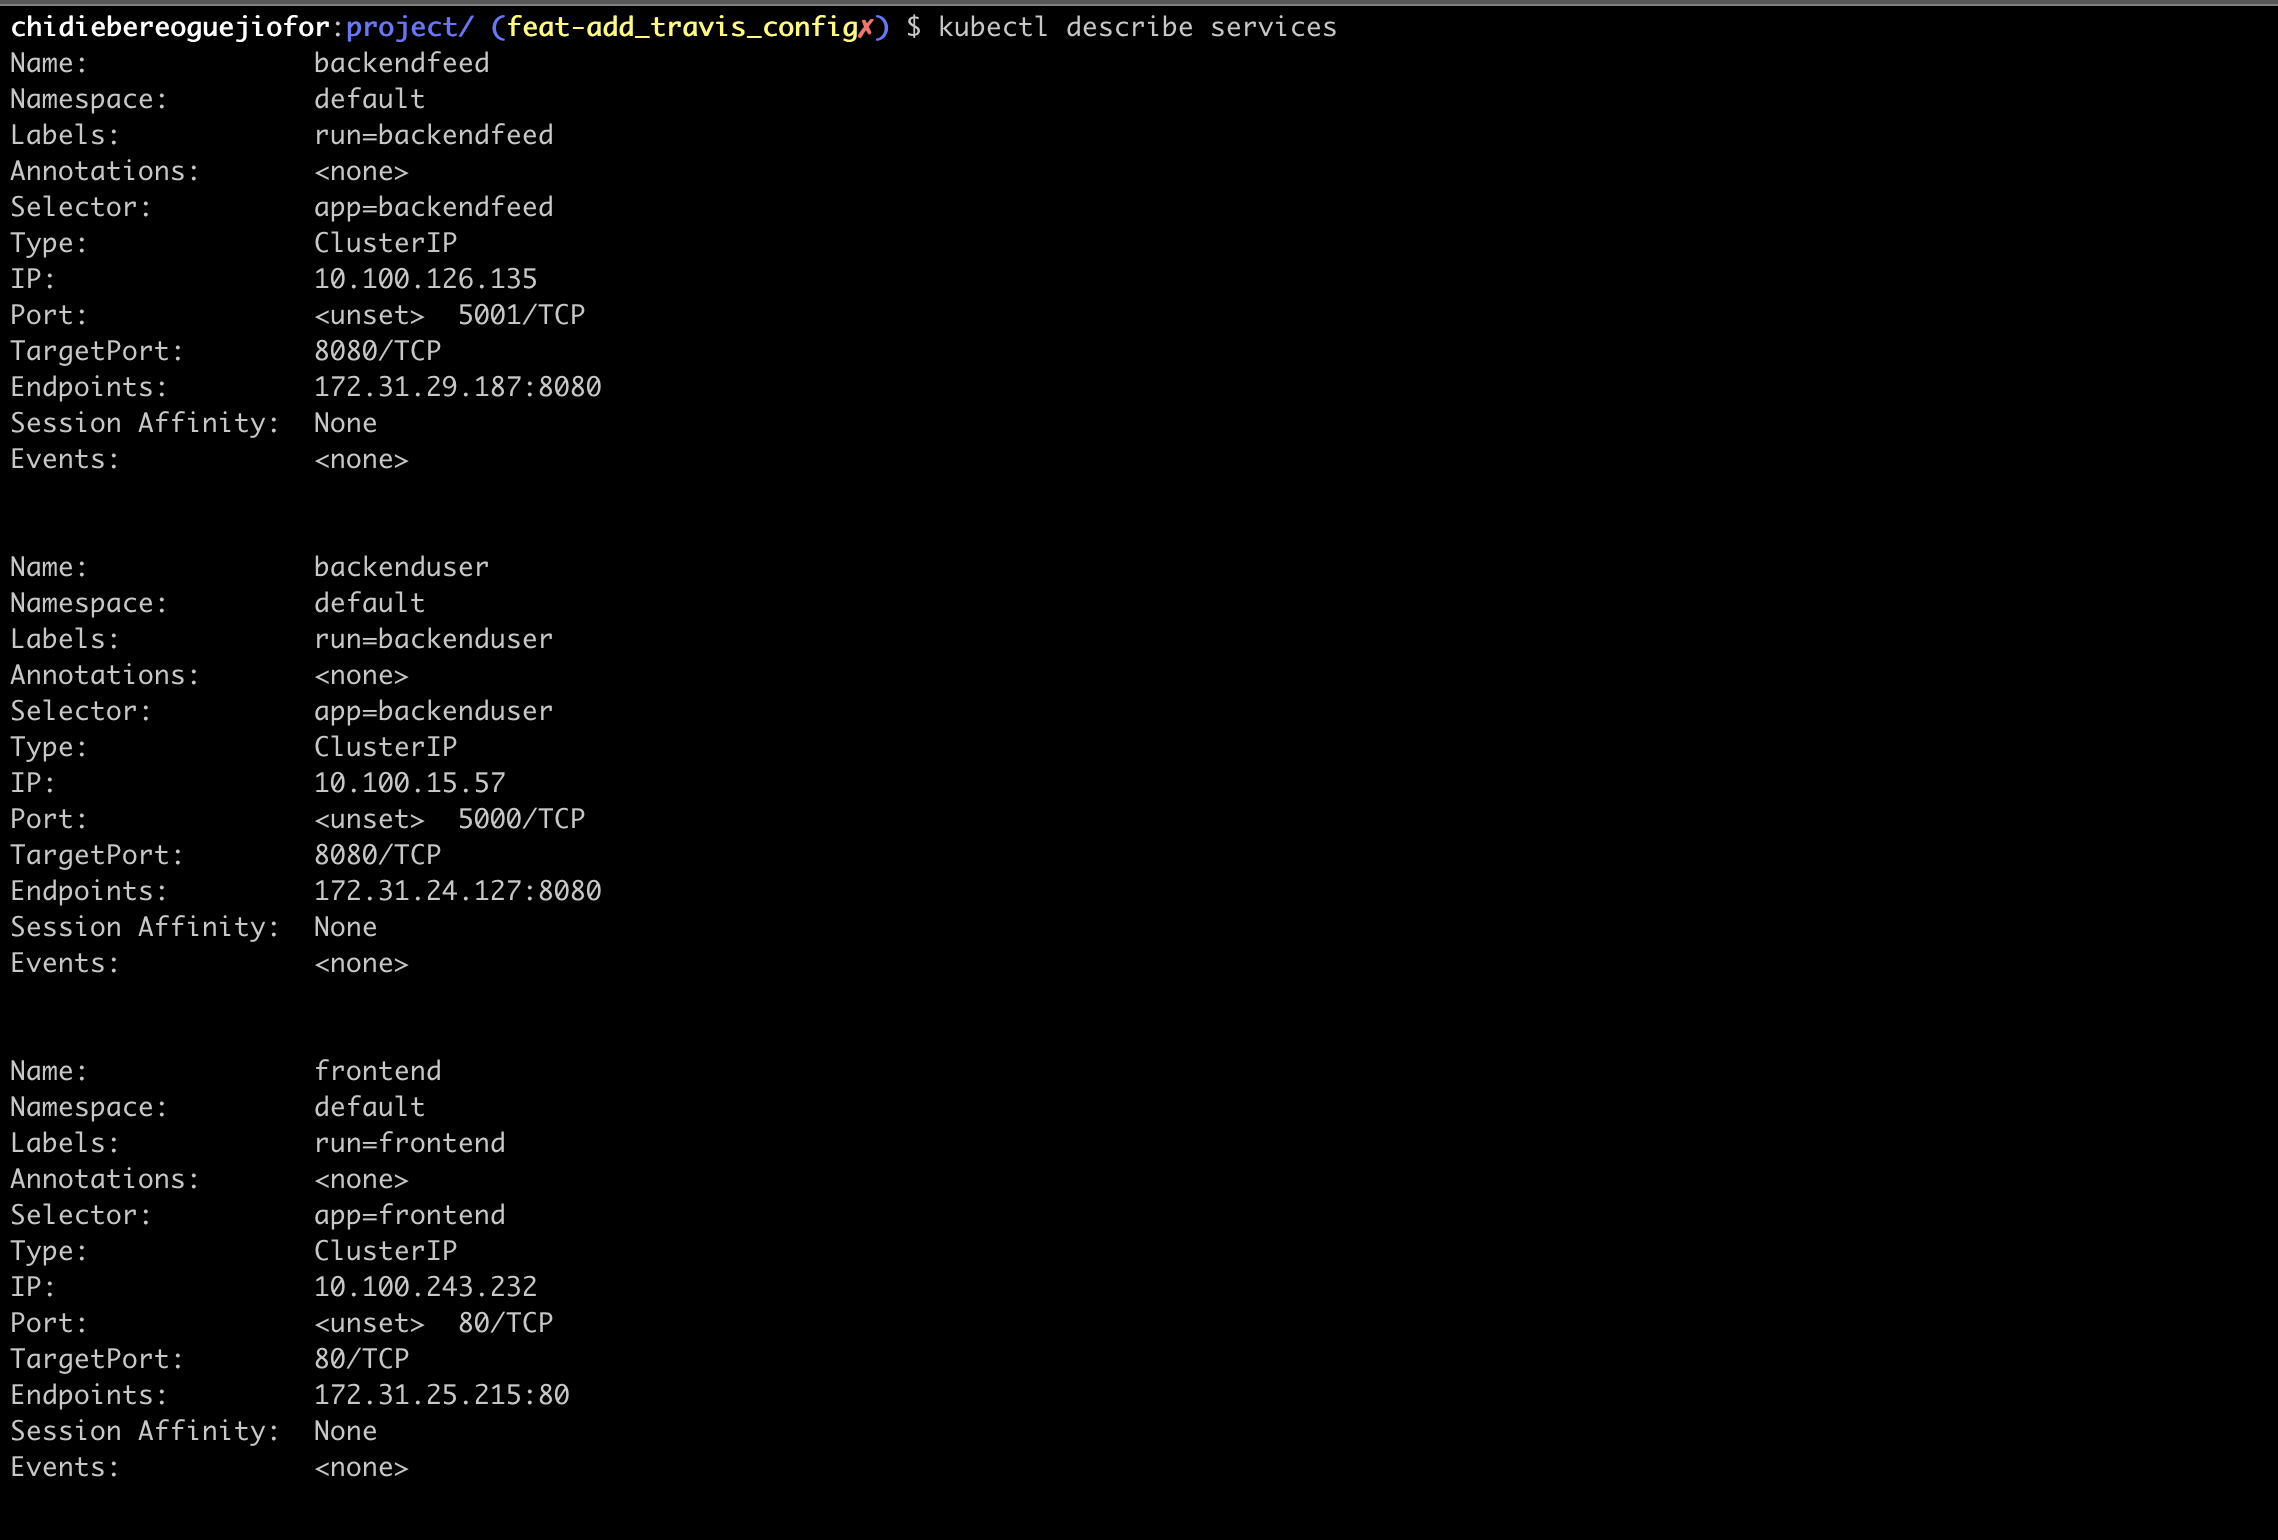 chidiebereoguejiofor:project/ (feat-add_travis_config✗) $ kubectl describe services
Name:              backendfeed
Namespace:         default
Labels:            run=backendfeed
Annotations:       <none>
Selector:          app=backendfeed
Type:              ClusterIP
IP:                10.100.126.135
Port:              <unset>  5001/TCP
TargetPort:        8080/TCP
Endpoints:         172.31.29.187:8080
Session Affinity:  None
Events:            <none>
Name:              backenduser
Namespace:         default
Labels:            run=backenduser
Annotations:       <none>
Selector:          app=backenduser
Type:              ClusterIP
IP:                10.100.15.57
Port:              <unset>  5000/TCP
TargetPort:        8080/TCP
Endpoints:         172.31.24.127:8080
Session Affinity:  None
Events:            <none>
Name:              frontend
Namespace:         default
Labels:            run=frontend
Annotations:       <none>
Selector:          app=frontend
Type:              ClusterIP
IP:                10.100.243.232
Port:              <unset>  80/TCP
TargetPort:        80/TCP
Endpoints:         172.31.25.215:80
Session Affinity:  None
Events:            <none>